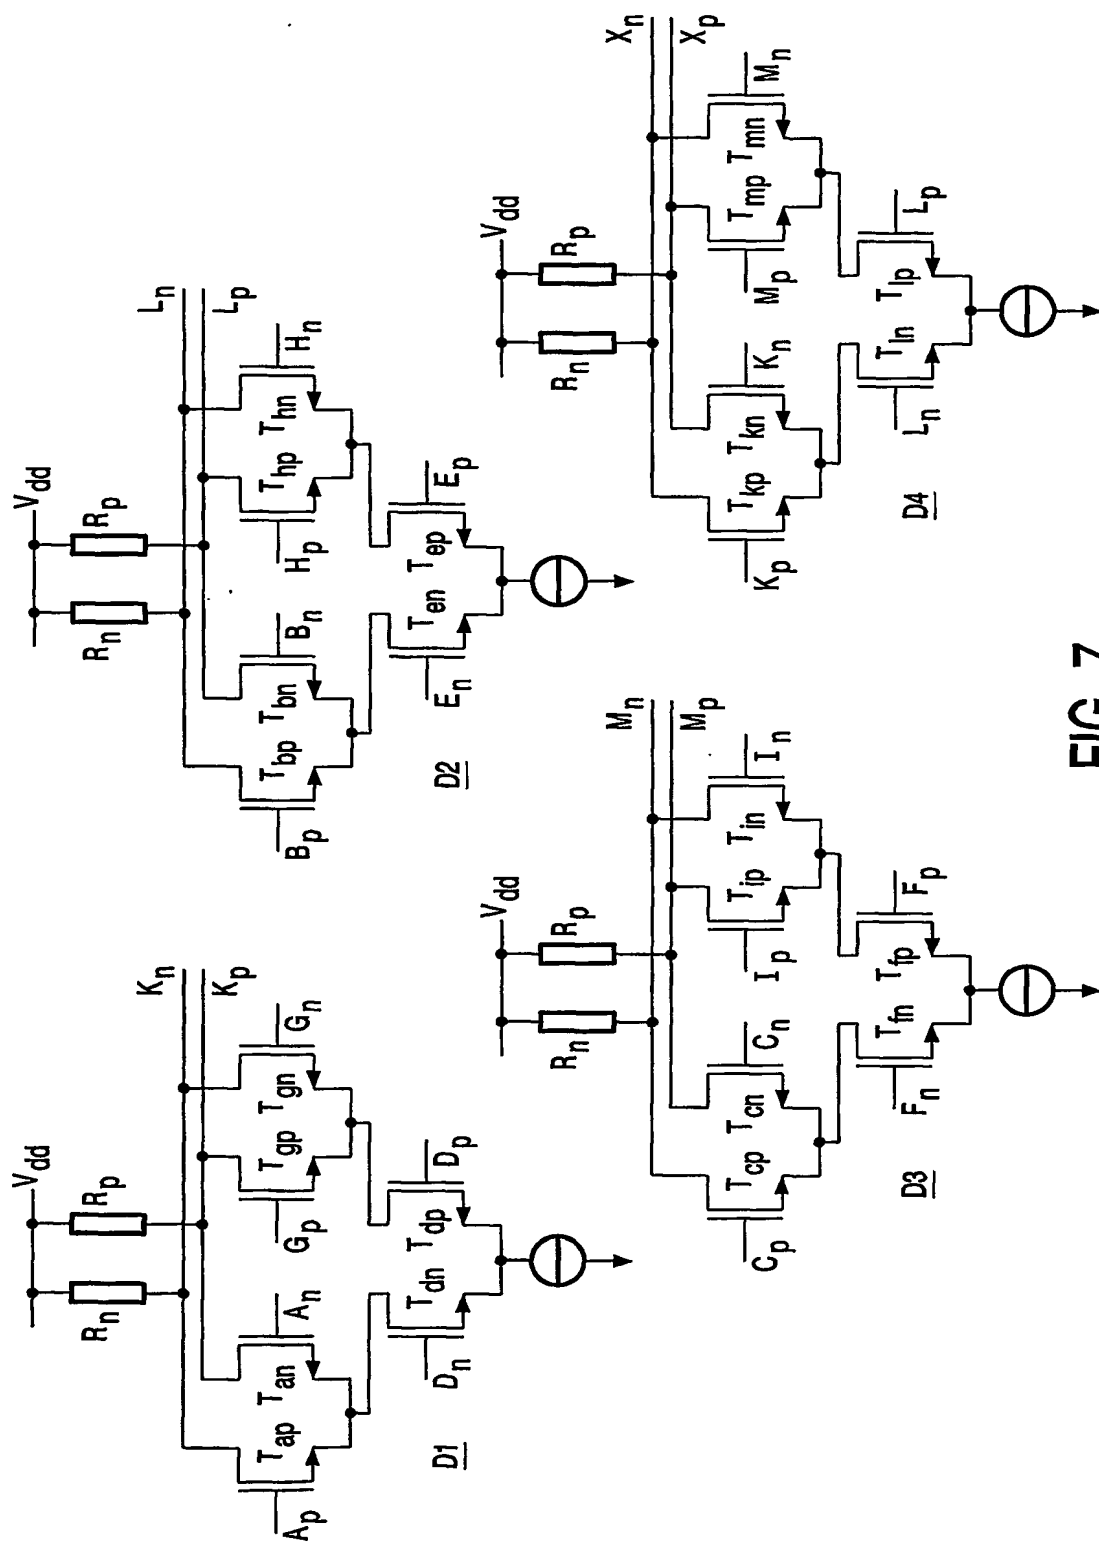 Vdd
Rn Rp
Kn
Kp
Ap Tap Tan An
Gp Tgp Tgn Gn
Dn Tdn Tdp Dp
D1
Vdd
Rn Rp
Ln
Lp
Bp Tbp Tbn Bn
Hp Thp Thn Hn
En Ten Tep Ep
D2
Vdd
Rn Rp
Mn
Mp
Cp Tcp Tcn Cn
Ip Tip Tin In
Fn Tfn Tfp Fp
D3
Vdd
Rn Rp
Xn
Xp
Kp Tkp Tkn Kn
Mp Tmp Tmn Mn
Ln Tln Tlp Lp
D4
FIG. 7